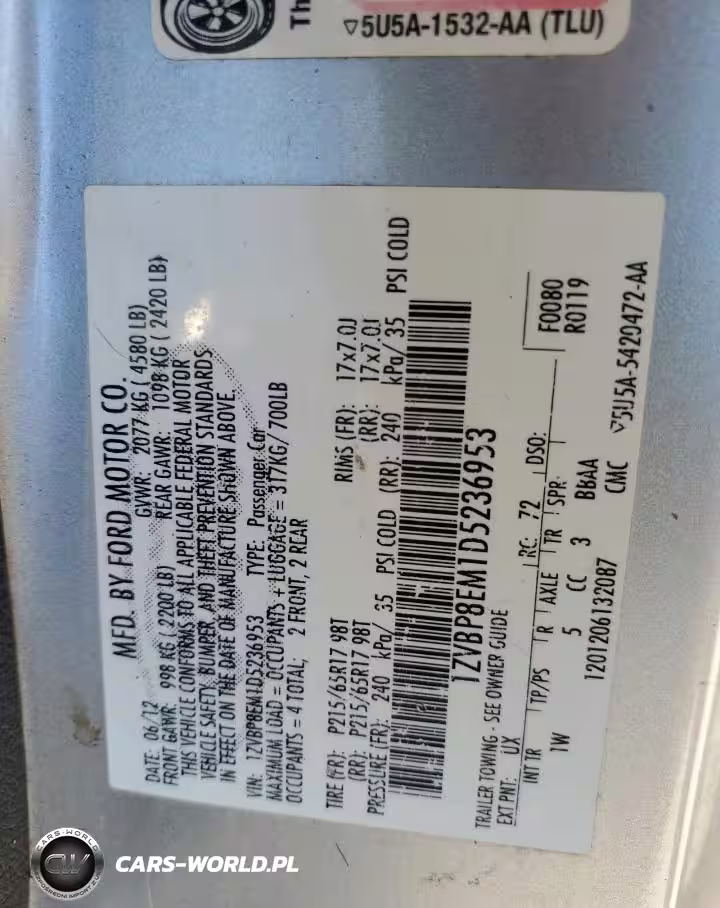 Th
▽5U5A-1532-AA (TLU)
MFD. BY FORD MOTOR CO.
DATE: 06/12 GVWR: 2077 KG ( 4580 LB)
FRONT GAWR: 998 KG ( 2200 LB) REAR GAWR: 1098 KG ( 2420 LB)
THIS VEHICLE CONFORMS TO ALL APPLICABLE FEDERAL MOTOR
VEHICLE SAFETY, BUMPER, AND THEFT PREVENTION STANDARDS
IN EFFECT ON THE DATE OF MANUFACTURE SHOWN ABOVE.
VIN: 1ZVBP8EM1D5236953 TYPE: Passenger Car
MAXIMUM LOAD = OCCUPANTS + LUGGAGE = 317KG/700LB
OCCUPANTS = 4 TOTAL; 2 FRONT, 2 REAR
TIRE (FR): P215/65R17 98T RIMS (FR): 17x7.0J
(RR): P215/65R17 98T (RR): 17x7.0J
PRESSURE (FR): 240 kPa/ 35 PSI COLD (RR): 240 kPa/ 35 PSI COLD
1ZVBP8EM1D5236953
TRAILER TOWING - SEE OWNER GUIDE
EXT PNT: UX RC: 72 DSO: F0080
R0119
INT TR TP/PS R AXLE TR SPR
1W 5 CC 3 BBAA
1201206132087 CMC ▽5U5A-5420472-AA
CARS-WORLD
CW
BEZPOŚREDNI IMPORT Z USA
CARS-WORLD.PL